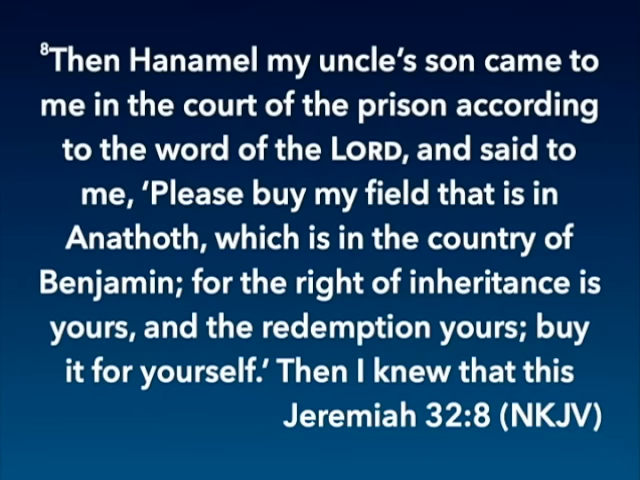 ⁸Then Hanamel my uncle’s son came to
me in the court of the prison according
to the word of the LORD, and said to
me, ‘Please buy my field that is in
Anathoth, which is in the country of
Benjamin; for the right of inheritance is
yours, and the redemption yours; buy
it for yourself.’ Then I knew that this
Jeremiah 32:8 (NKJV)